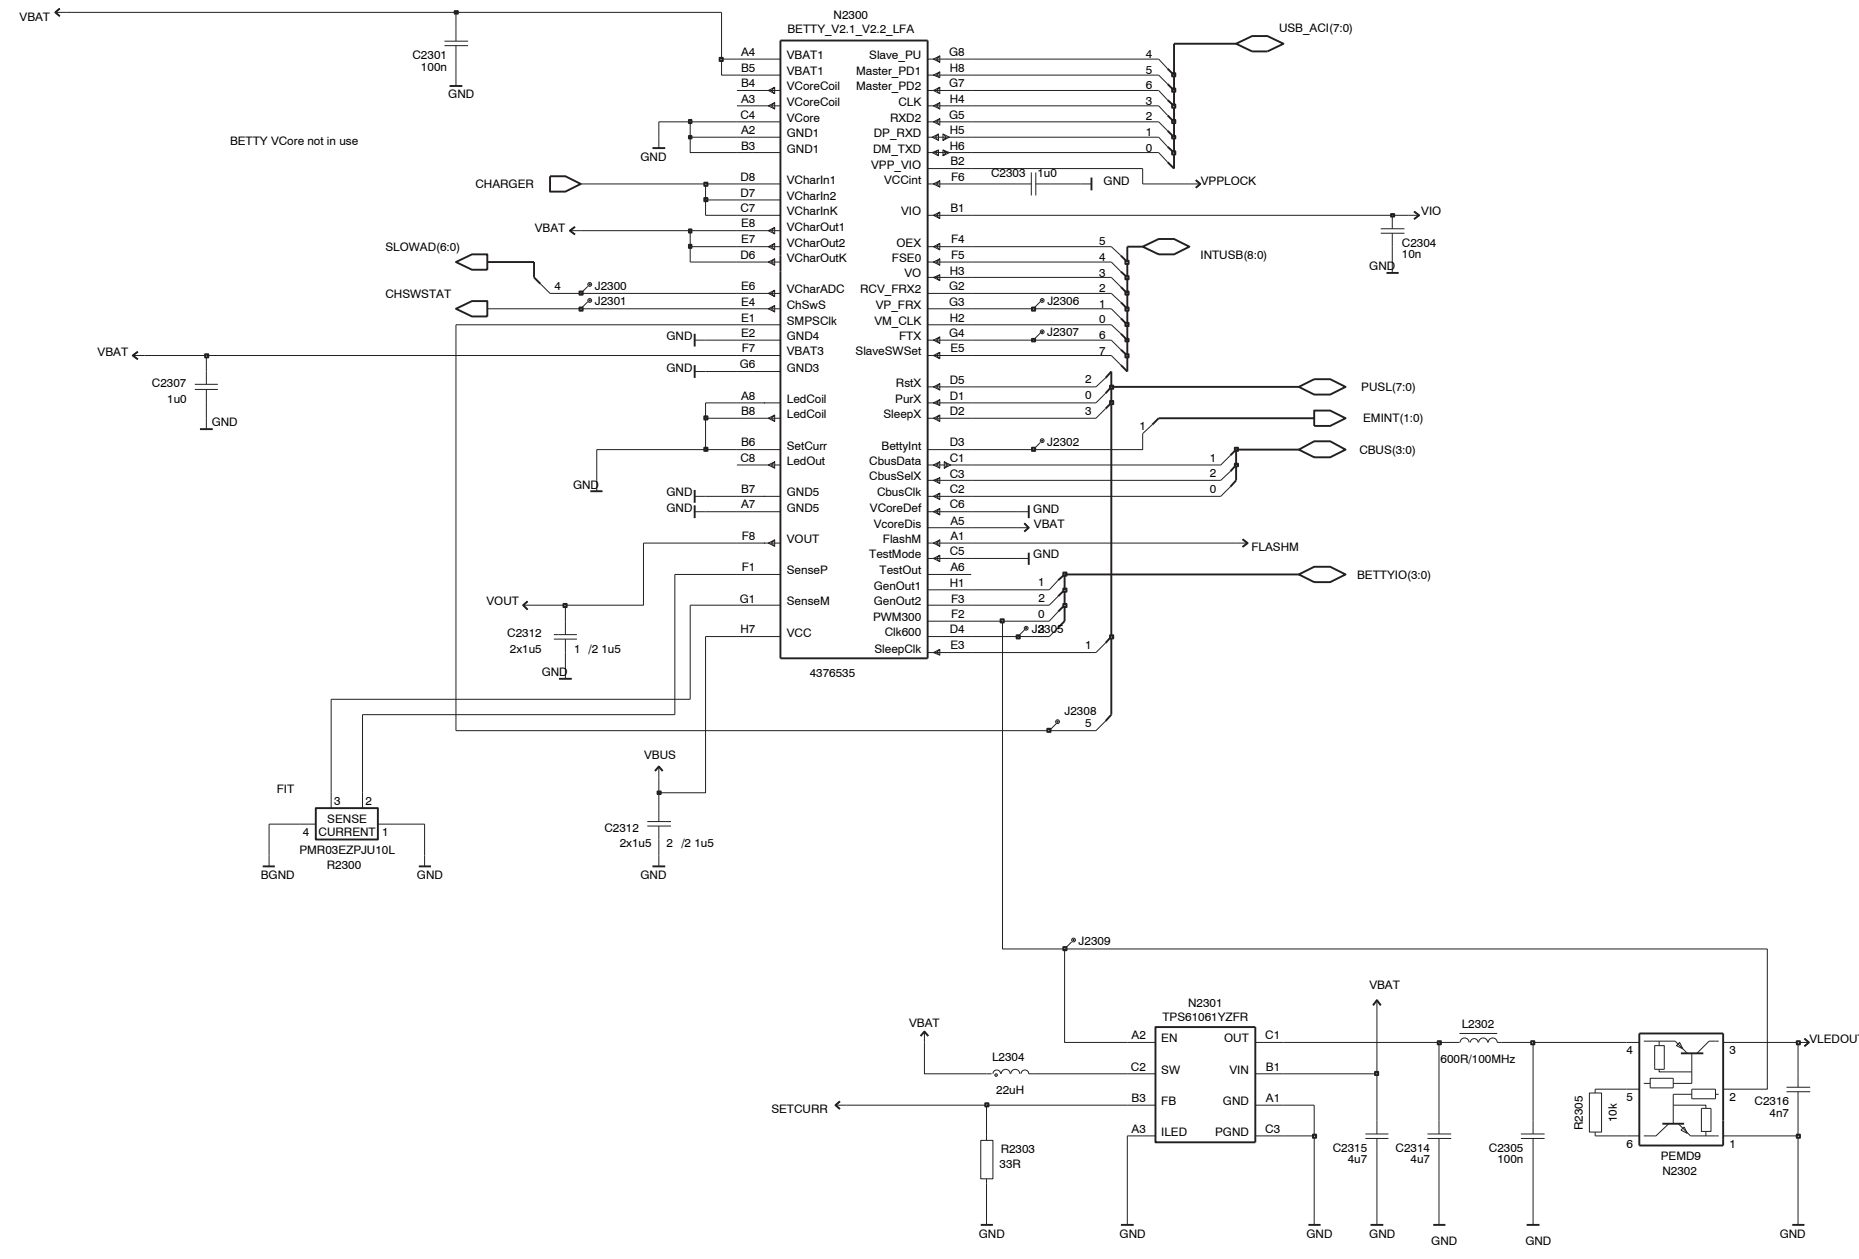 VBAT
C2301
100n
GND
BETTY VCore not in use
N2300
BETTY_V2.1_V2.2_LFA
USB_ACI(7:0)
A4 VBAT1 Slave_PU G8 4
B5 VBAT1 Master_PD1 H8 5
B4 VCoreCoil Master_PD2 G7 6
A3 VCoreCoil CLK H4 3
C4 VCore RXD2 G5 2
A2 GND1 DP_RXD H5 1
B3 GND1 DM_TXD H6 0
GND
VPP_VIO B2
CHARGER D8 VCharIn1 VCCint F6 C2303 1u0 GND VPPLOCK
D7 VCharIn2
C7 VCharInK VIO B1 VIO
VBAT E8 VCharOut1
SLOWAD(6:0) E7 VCharOut2 OEX F4 5 INTUSB(8:0)
C2304
10n
GND
D6 VCharOutK FSE0 F5 4
VO H3 3
4 J2300 E6 VCharADC RCV_FRX2 G2 2
CHSWSTAT J2301 E4 ChSwS VP_FRX G3 J2306 1
E1 SMPSClk VM_CLK H2 0
GND E2 GND4 FTX G4 J2307 6
VBAT F7 VBAT3 SlaveSWSet E5 7
GND G6 GND3
C2307
1u0
GND
RstX D5 2 PUSL(7:0)
A8 LedCoil PurX D1 0
B8 LedCoil SleepX D2 3 EMINT(1:0)
1
B6 SetCurr BettyInt D3 J2302 CBUS(3:0)
C8 LedOut CbusData C1 1
CbusSelX C3 2
GND
GND B7 GND5 CbusClk C2 0
GND A7 GND5 VCoreDef C6 GND
VcoreDis A5 VBAT
F8 VOUT FlashM A1 FLASHM
TestMode C5 GND
F1 SenseP TestOut A6 BETTYIO(3:0)
GenOut1 H1 1
VOUT G1 SenseM GenOut2 F3 2
PWM300 F2 0
H7 VCC Clk600 D4 J2305 3
SleepClk E3 1
C2312
2x1u5 1 /2 1u5
GND
4376535
J2308
5
VBUS
C2312
2x1u5 2 /2 1u5
GND
FIT
3 2
SENSE
4 CURRENT 1
PMR03EZPJU10L
R2300
BGND GND
J2309
VBAT
N2301
TPS61061YZFR
VBAT
L2304
22uH
A2 EN OUT C1
C2 SW VIN B1
B3 FB GND A1
A3 ILED PGND C3
SETCURR
R2303
33R
L2302
600R/100MHz
C2315
4u7
C2314
4u7
C2305
100n
R2305
10k
4 3
5 2
6 1
PEMD9
N2302
VLEDOUT
C2316
4n7
GND GND GND GND GND GND GND